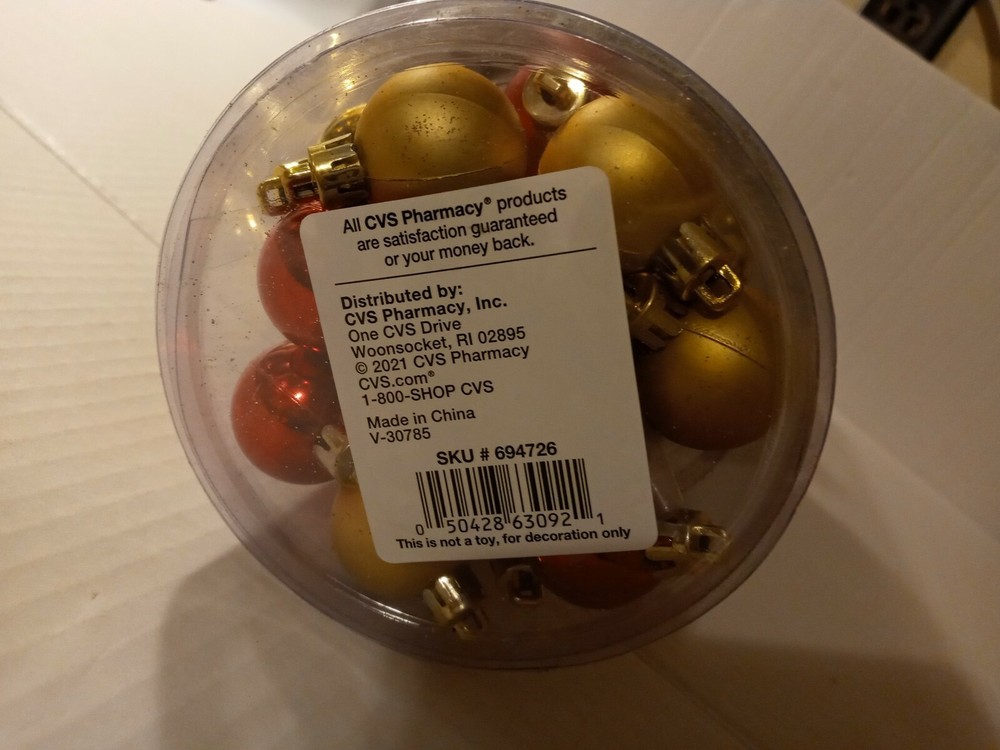 All CVS Pharmacy® products
are satisfaction guaranteed
or your money back.
Distributed by:
CVS Pharmacy, Inc.
One CVS Drive
Woonsocket, RI 02895
© 2021 CVS Pharmacy
CVS.com®
1-800-SHOP CVS
Made in China
V-30785
SKU # 694726
0 50428 63092 1
This is not a toy, for decoration only